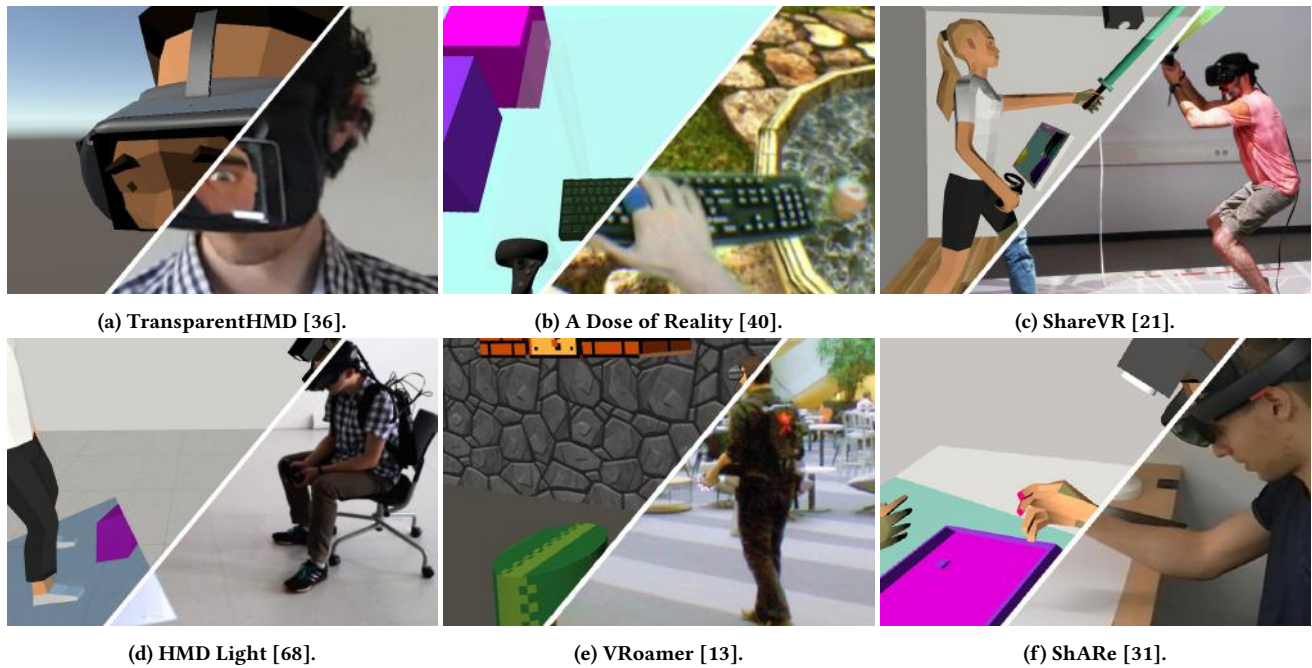 (a) TransparentHMD [36].
(b) A Dose of Reality [40].
(c) ShareVR [21].
(d) HMD Light [68].
(e) VRoamer [13].
(f) ShARe [31].